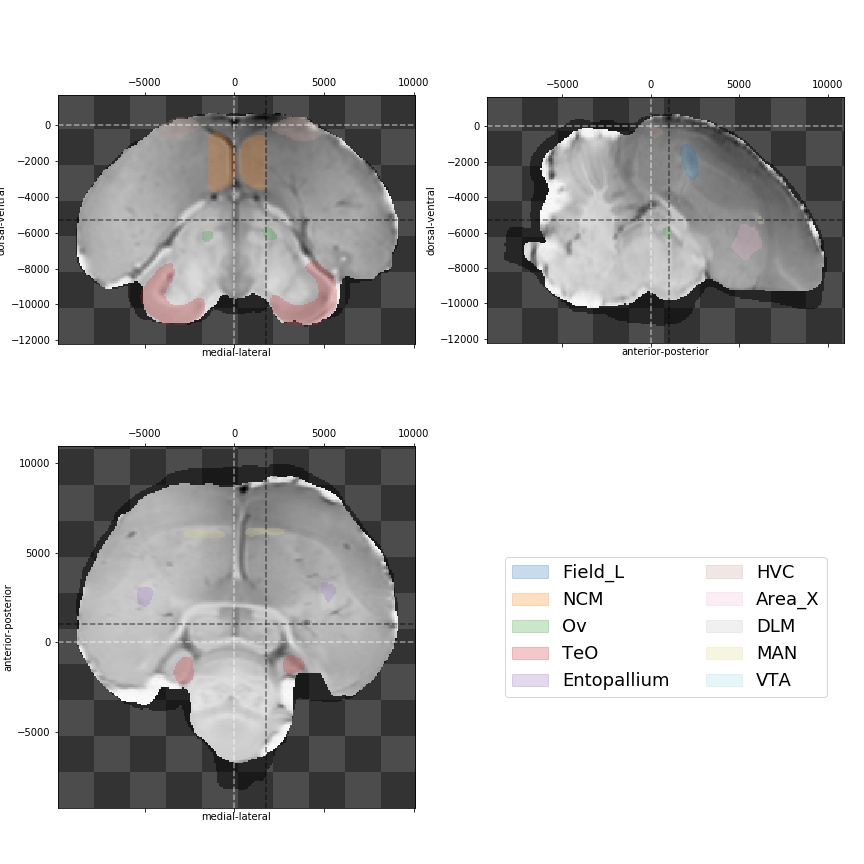 −5000 0 5000 10000
−5000 0 5000 10000
0
−2000
−4000
−6000
−8000
−10000
−12000
dorsal-ventral
medial-lateral
0
−2000
−4000
−6000
−8000
−10000
−12000
dorsal-ventral
anterior-posterior
−5000 0 5000 10000
10000
5000
0
−5000
anterior-posterior
medial-lateral
Field_L HVC
NCM Area_X
Ov DLM
TeO MAN
Entopallium VTA